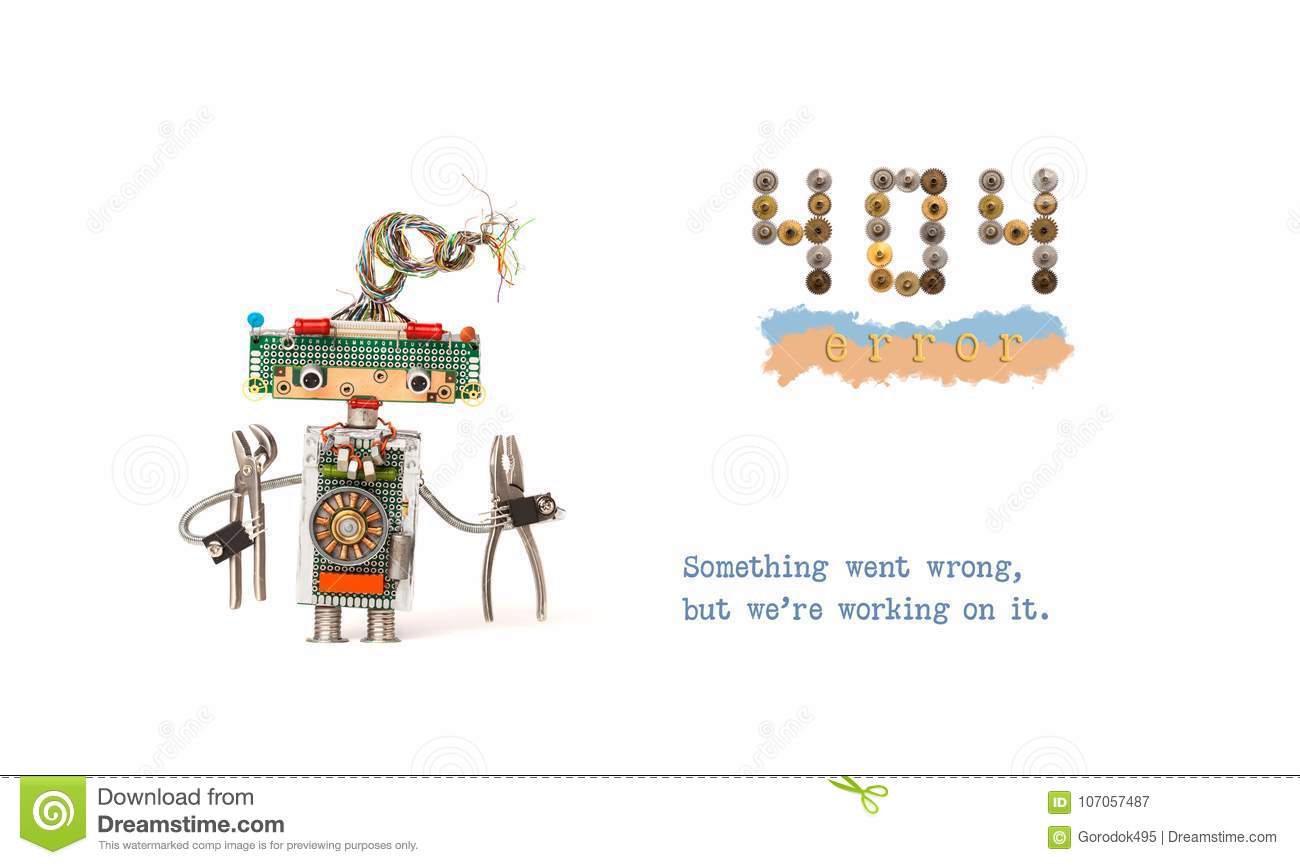 404
error
Something went wrong,
but we're working on it.
dreamstime
Download from
Dreamstime.com
This watermarked comp image is for previewing purposes only.
ID 107057487
© Gorodok495 | Dreamstime.com